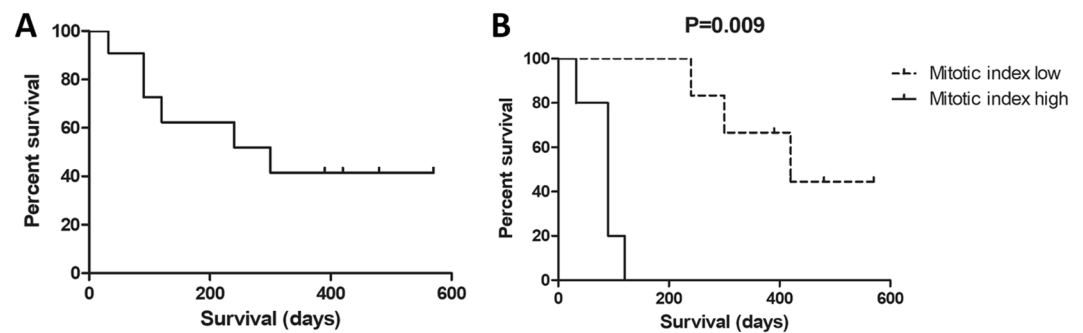 A
100
80
60
40
20
0
0 200 400 600
Percent survival
Survival (days)
B
P=0.009
100
80
60
40
20
0
0 200 400 600
Percent survival
Survival (days)
Mitotic index low
Mitotic index high